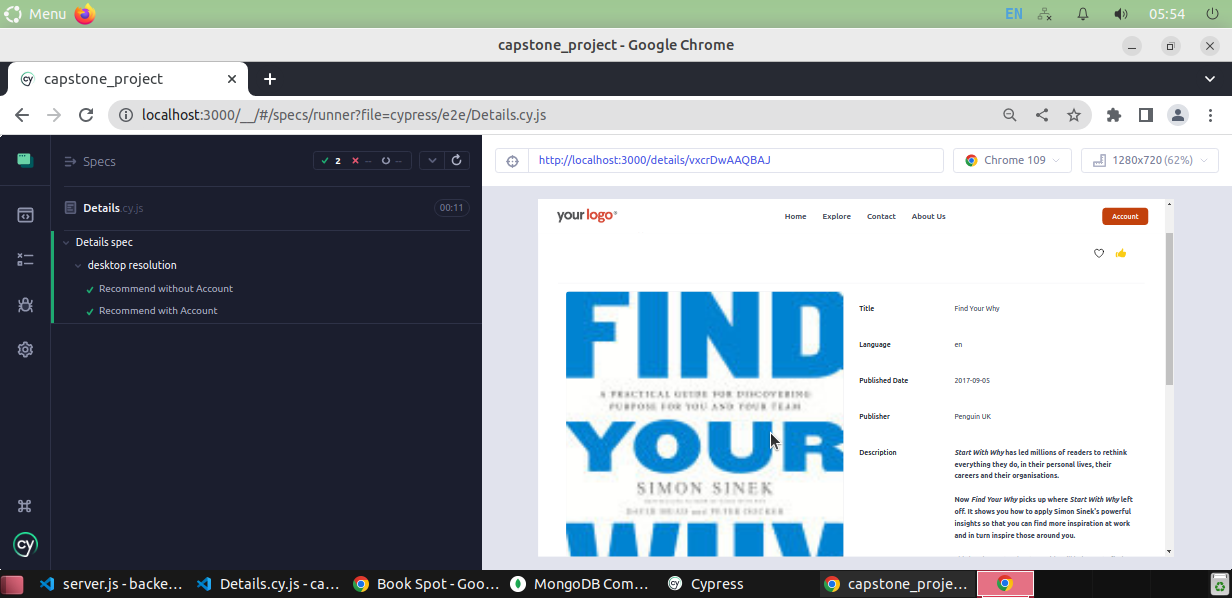 Menu
EN
05:54
capstone_project - Google Chrome
cy capstone_project
localhost:3000/__/#/specs/runner?file=cypress/e2e/Details.cy.js
Specs
2 -- --
http://localhost:3000/details/vxcrDwAAQBAJ
Chrome 109
1280x720 (62%)
Details.cy.js 00:11
Details spec
desktop resolution
Recommend without Account
Recommend with Account
cy
your logo
Home Explore Contact About Us
Account
FIND
A PRACTICAL GUIDE FOR DISCOVERING
PURPOSE FOR YOU AND YOUR TEAM
YOUR
SIMON SINEK
DAVID MEAD and PETER DOCKER
WHY
Title Find Your Why
Language en
Published Date 2017-09-05
Publisher Penguin UK
Description Start With Why has led millions of readers to rethink
everything they do, in their personal lives, their
careers and their organisations.
Now Find Your Why picks up where Start With Why left
off. It shows you how to apply Simon Sinek's powerful
insights so that you can find more inspiration at work
and in turn inspire those around you.
server.js - backe...
Details.cy.js - ca...
Book Spot - Goo...
MongoDB Com...
cy Cypress
capstone_proje...